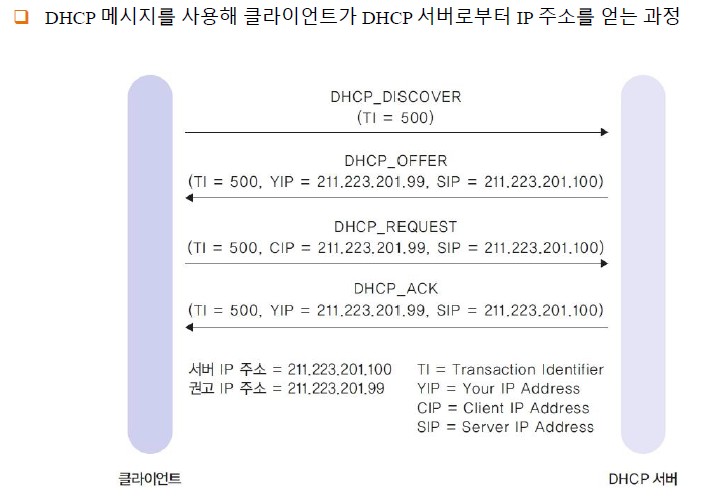 DHCP 메시지를 사용해 클라이언트가 DHCP 서버로부터 IP 주소를 얻는 과정
DHCP_DISCOVER
(TI = 500)
DHCP_OFFER
(TI = 500, YIP = 211.223.201.99, SIP = 211.223.201.100)
DHCP_REQUEST
(TI = 500, CIP = 211.223.201.99, SIP = 211.223.201.100)
DHCP_ACK
(TI = 500, YIP = 211.223.201.99, SIP = 211.223.201.100)
서버 IP 주소 = 211.223.201.100
권고 IP 주소 = 211.223.201.99
TI = Transaction Identifier
YIP = Your IP Address
CIP = Client IP Address
SIP = Server IP Address
클라이언트
DHCP 서버